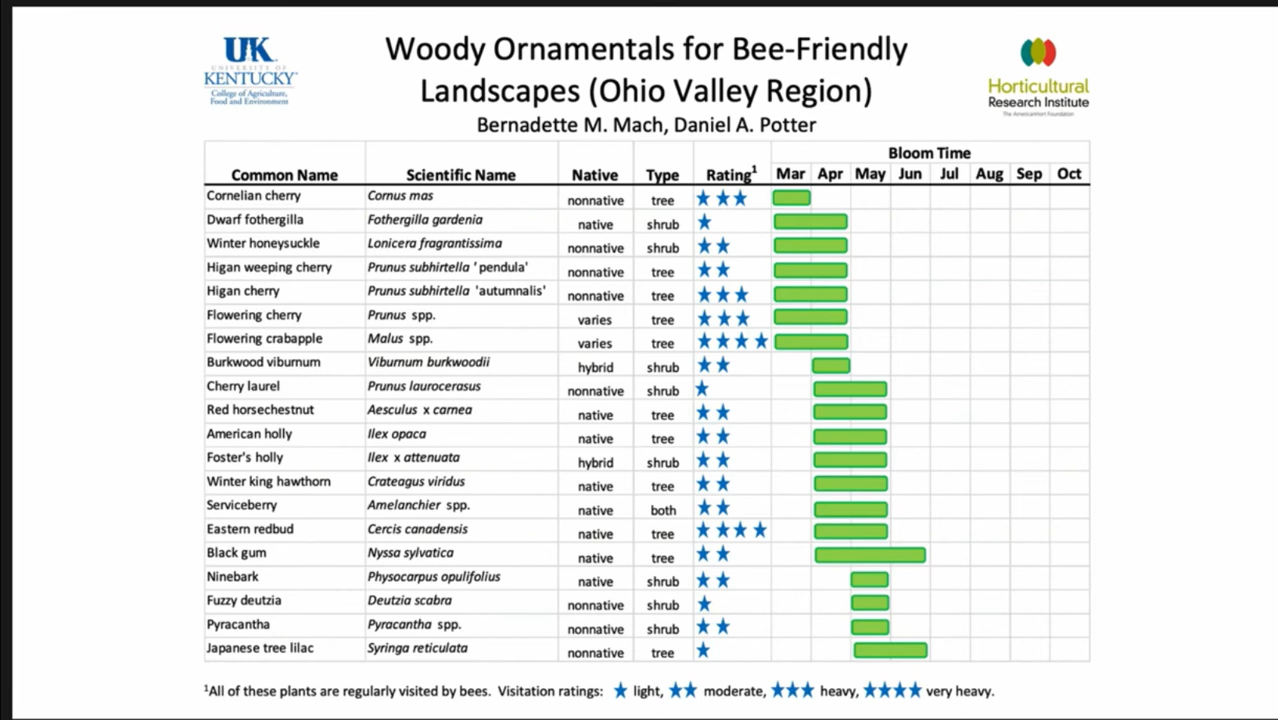 UK
UNIVERSITY OF
KENTUCKY
College of Agriculture,
Food and Environment
Woody Ornamentals for Bee-Friendly
Landscapes (Ohio Valley Region)
Bernadette M. Mach, Daniel A. Potter
Horticultural
Research Institute
The AmericanHort Foundation
Bloom Time
Common Name Scientific Name Native Type Rating1 Mar Apr May Jun Jul Aug Sep Oct
Cornelian cherry Cornus mas nonnative tree ★★★
Dwarf fothergilla Fothergilla gardenia native shrub ★
Winter honeysuckle Lonicera fragrantissima nonnative shrub ★★
Higan weeping cherry Prunus subhirtella 'pendula' nonnative tree ★★
Higan cherry Prunus subhirtella 'autumnalis' nonnative tree ★★★
Flowering cherry Prunus spp. varies tree ★★★
Flowering crabapple Malus spp. varies tree ★★★★
Burkwood viburnum Viburnum burkwoodii hybrid shrub ★★
Cherry laurel Prunus laurocerasus nonnative shrub ★
Red horsechestnut Aesculus x carnea native tree ★★
American holly Ilex opaca native tree ★★
Foster's holly Ilex x attenuata hybrid shrub ★★
Winter king hawthorn Crataegus viridus native tree ★★
Serviceberry Amelanchier spp. native both ★★
Eastern redbud Cercis canadensis native tree ★★★★
Black gum Nyssa sylvatica native tree ★★
Ninebark Physocarpus opulifolius native shrub ★★
Fuzzy deutzia Deutzia scabra nonnative shrub ★
Pyracantha Pyracantha spp. nonnative shrub ★★
Japanese tree lilac Syringa reticulata nonnative tree ★
1All of these plants are regularly visited by bees. Visitation ratings: ★ light, ★★ moderate, ★★★ heavy, ★★★★ very heavy.